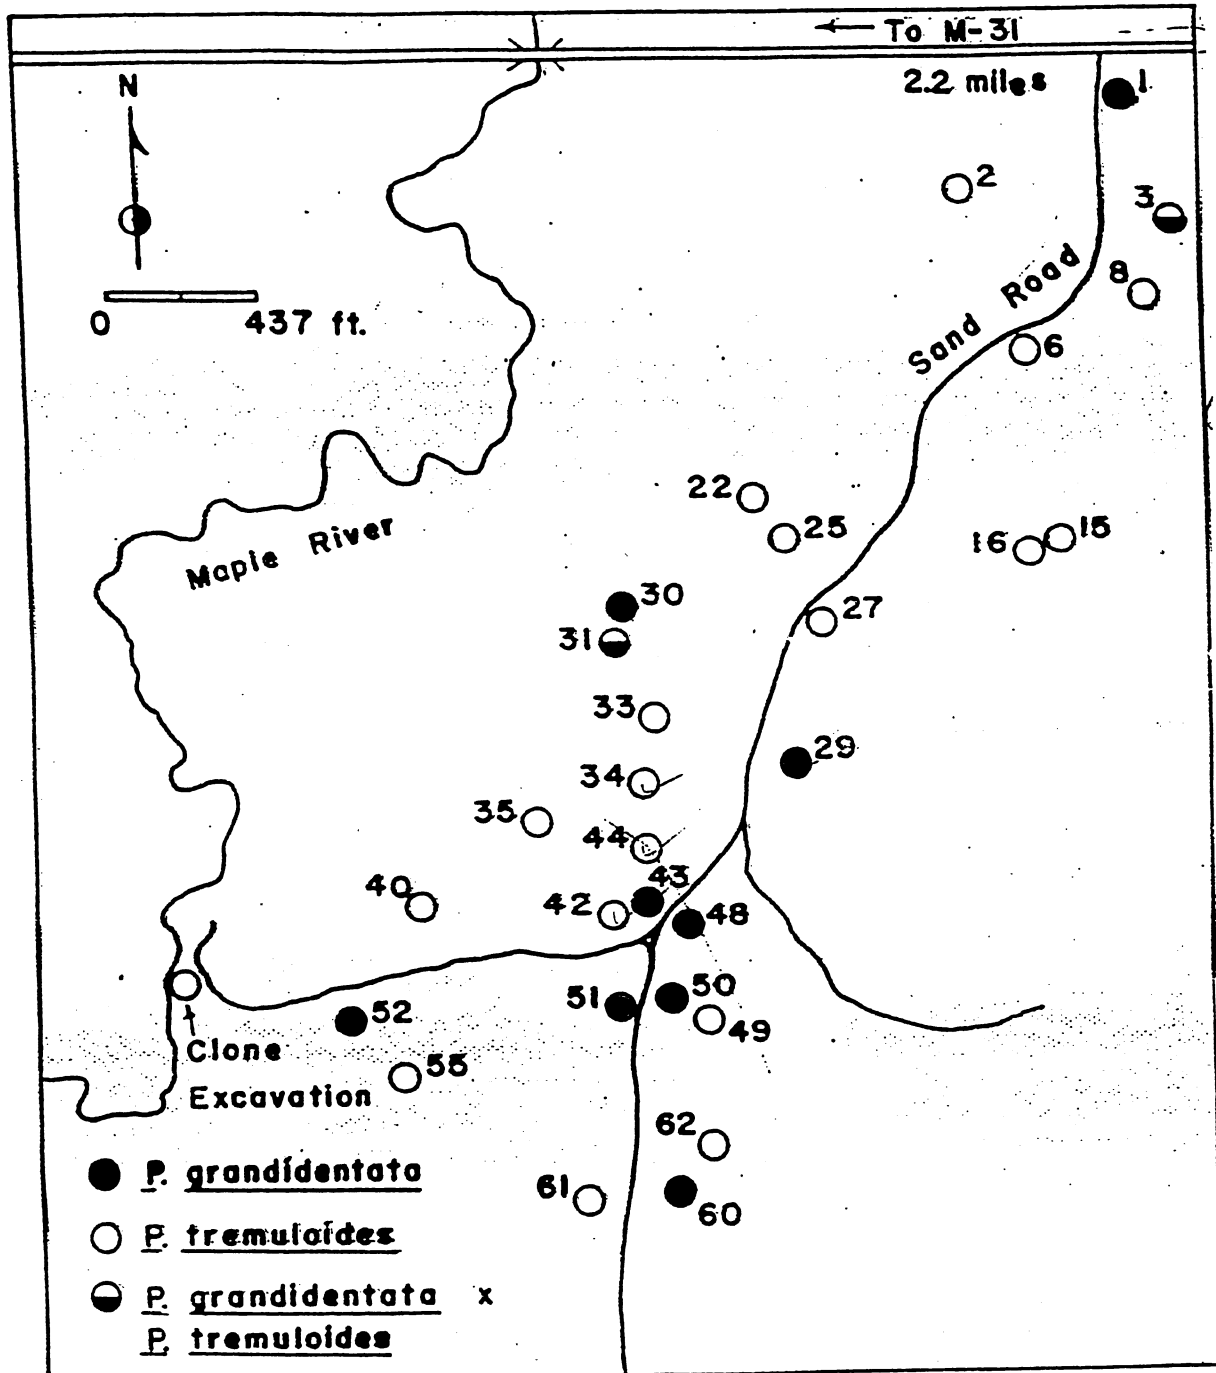 To M-31
2.2 miles
N
1
2
3
8
Sand Road
6
0 437 ft.
22
25
16 15
Maple River
30
27
31
33
29
34
35
44
43
40
42
48
50
51
52
49
Clone
Excavation
55
62
61
60
P. grandidentata
P. tremuloides
P. grandidentata x
P. tremuloides